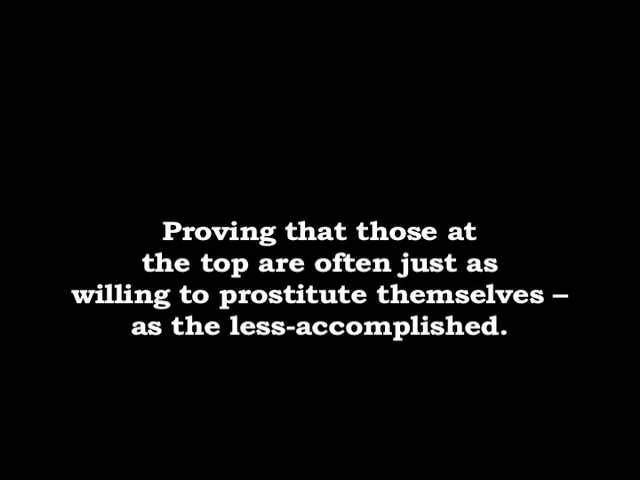 Proving that those at
the top are often just as
willing to prostitute themselves –
as the less-accomplished.